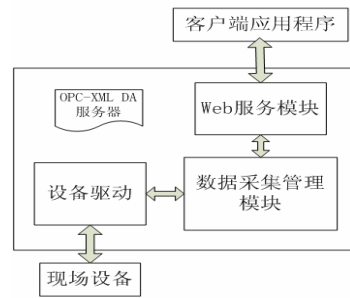 客户端应用程序
OPC-XML DA
服务器
Web服务模块
设备驱动
数据采集管理
模块
现场设备